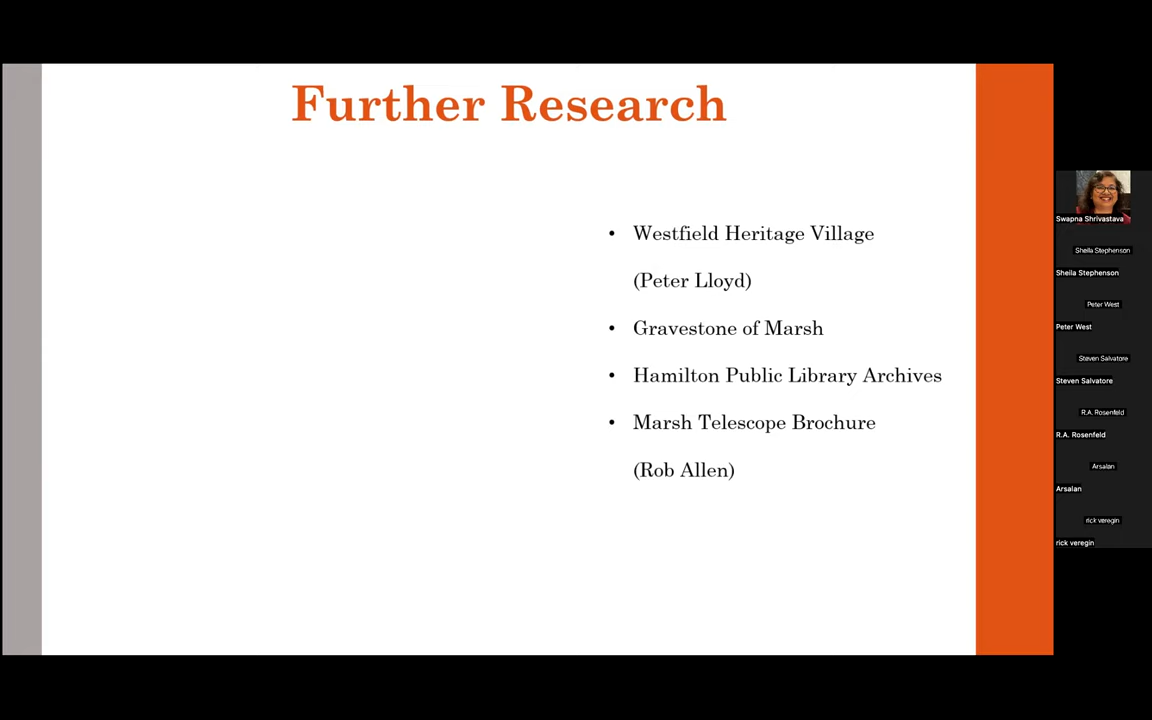 Further Research
• Westfield Heritage Village
(Peter Lloyd)
• Gravestone of Marsh
• Hamilton Public Library Archives
• Marsh Telescope Brochure
(Rob Allen)
Swapna Shrivastava
Sheila Stephenson
Sheila Stephenson
Peter West
Peter West
Steven Salvatore
Steven Salvatore
R.A. Rosenfeld
R.A. Rosenfeld
Arsalan
Arsalan
rick veregin
rick veregin